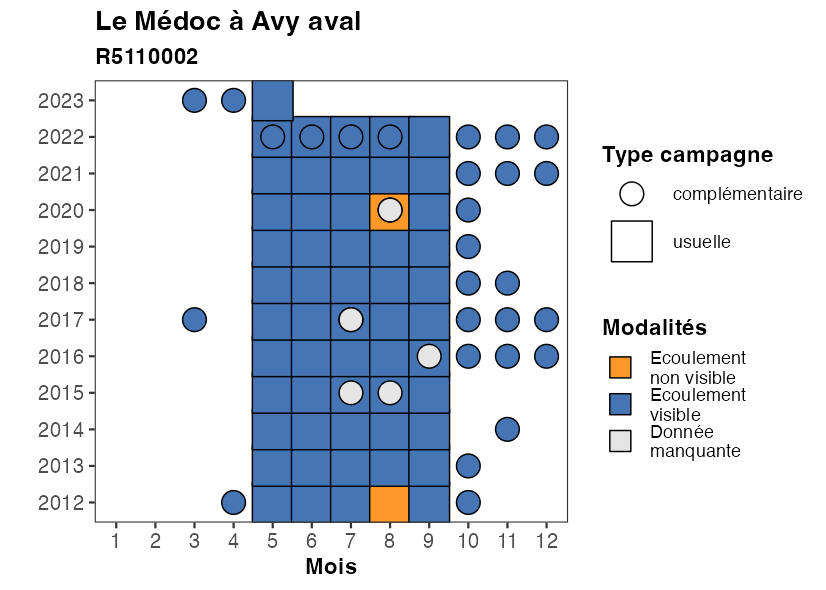 Le Médoc à Avy aval
R5110002
2023
2022
2021
2020
2019
2018
2017
2016
2015
2014
2013
2012
1 2 3 4 5 6 7 8 9 10 11 12
Mois
Type campagne
complémentaire
usuelle
Modalités
Ecoulement
non visible
Ecoulement
visible
Donnée
manquante